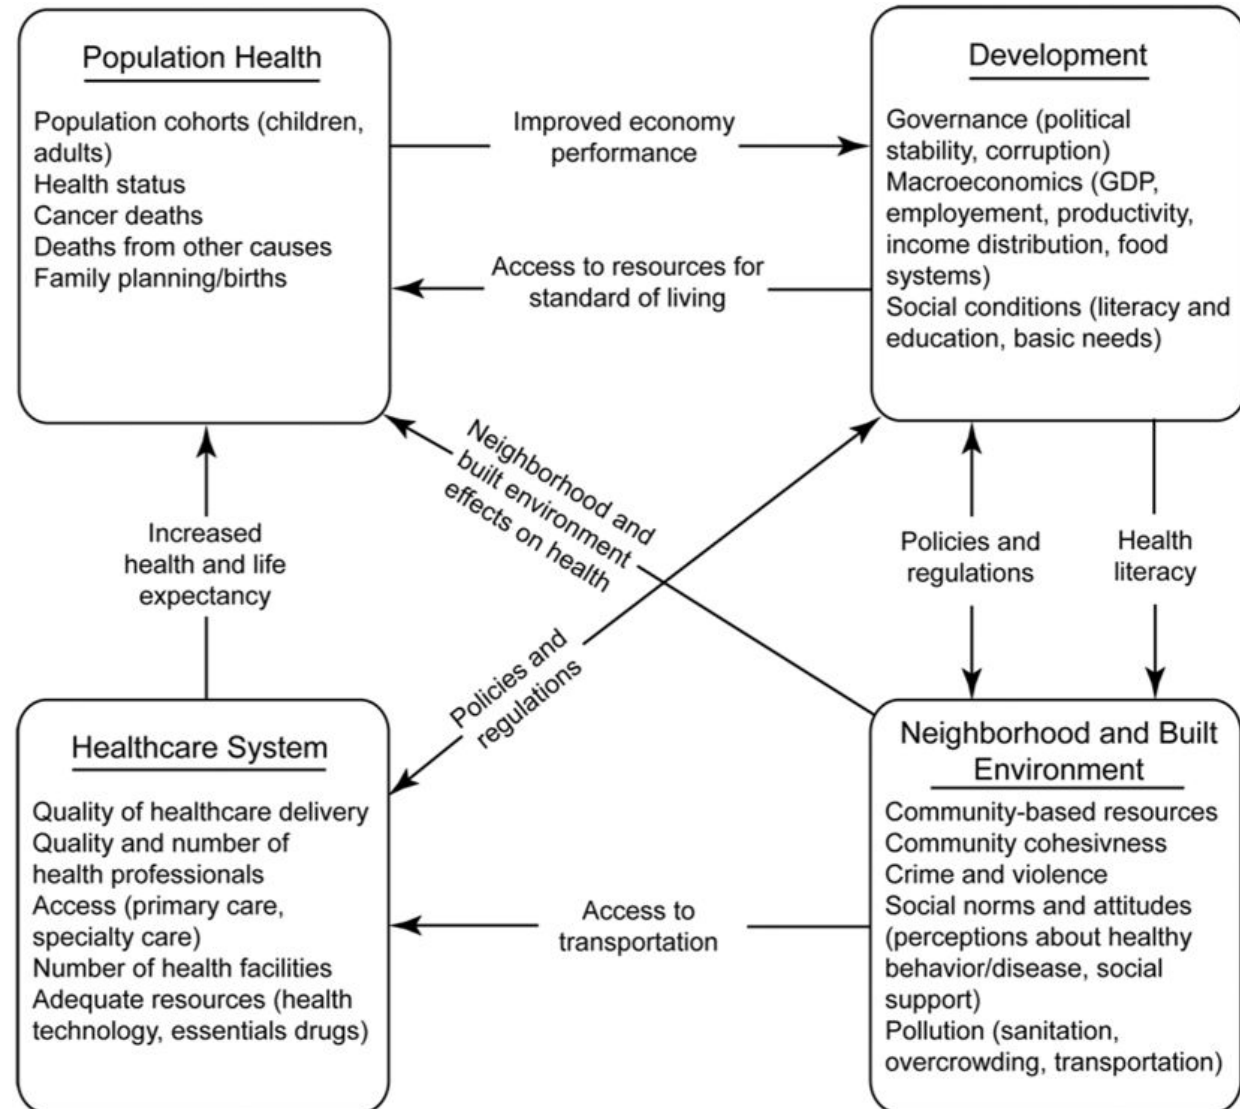 Population Health
Population cohorts (children,
adults)
Health status
Cancer deaths
Deaths from other causes
Family planning/births
Improved economy
performance
Access to resources for
standard of living
Development
Governance (political
stability, corruption)
Macroeconomics (GDP,
employement, productivity,
income distribution, food
systems)
Social conditions (literacy and
education, basic needs)
Neighborhood and
built environment
effects on health
Increased
health and life
expectancy
Policies and
regulations
Policies and
regulations
Health
literacy
Healthcare System
Quality of healthcare delivery
Quality and number of
health professionals
Access (primary care,
specialty care)
Number of health facilities
Adequate resources (health
technology, essentials drugs)
Access to
transportation
Neighborhood and Built
Environment
Community-based resources
Community cohesivness
Crime and violence
Social norms and attitudes
(perceptions about healthy
behavior/disease, social
support)
Pollution (sanitation,
overcrowding, transportation)